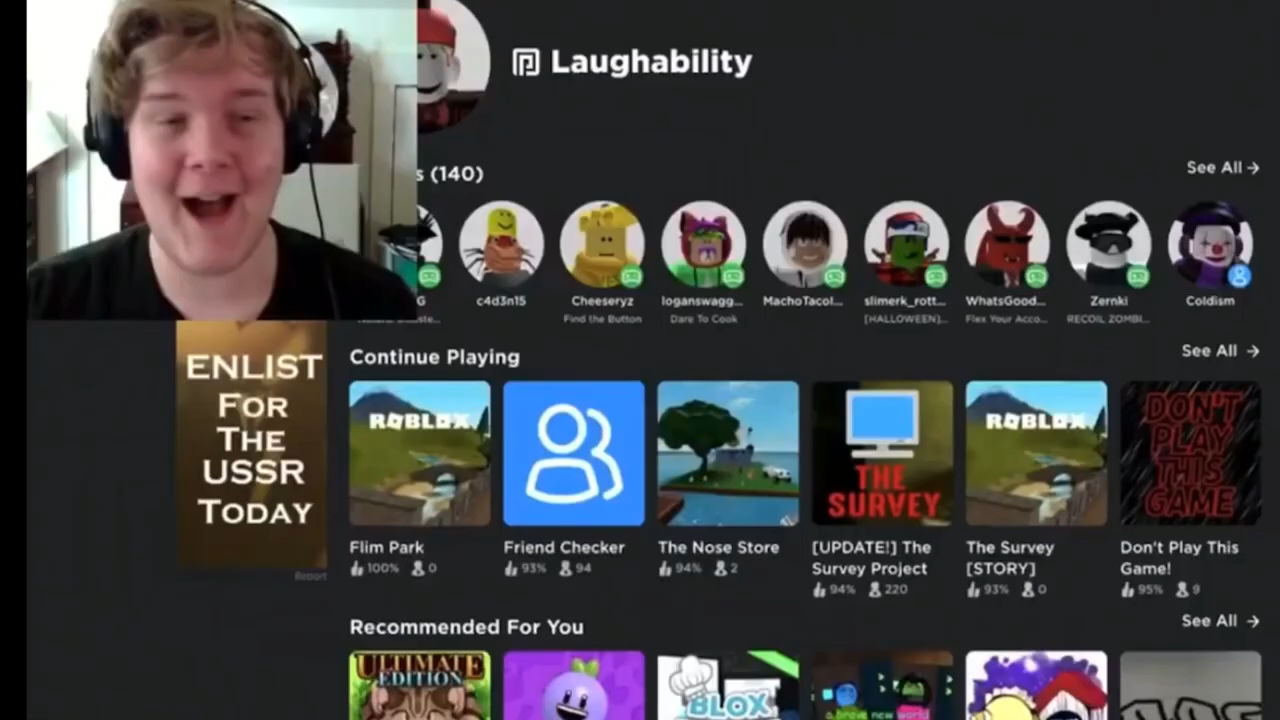 Laughability
s (140)
See All →
G c4d3n15 Cheeseryz loganswagg... MachoTacol... slimerk_rott... WhatsGood... Zernki Coldism
Find the Button Dare To Cook [HALLOWEEN]... Flex Your Acco... RECOIL ZOMBI...
ENLIST
FOR
THE
USSR
TODAY
Report
Continue Playing
See All →
ROBLOX
THE
SURVEY
ROBLOX
DON'T
PLAY
THIS
GAME
Flim Park
100% 0
Friend Checker
93% 94
The Nose Store
94% 2
[UPDATE!] The
Survey Project
94% 220
The Survey
[STORY]
93% 0
Don't Play This
Game!
95% 9
Recommended For You
See All →
ULTIMATE
EDITION
BLOX
a brave new world